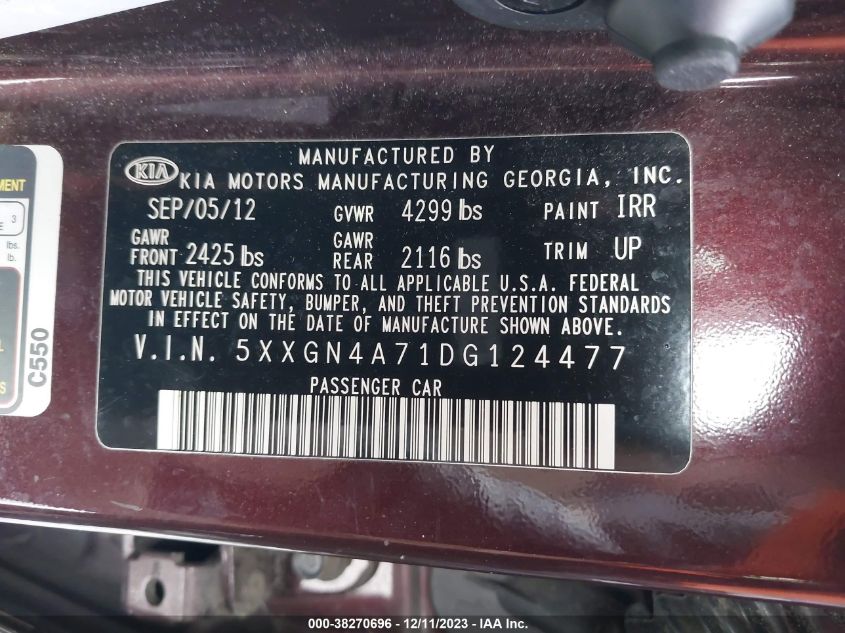 MANUFACTURED BY
KIA KIA MOTORS MANUFACTURING GEORGIA, INC.
SEP/05/12 GVWR 4299 lbs PAINT IRR
GAWR FRONT 2425 lbs GAWR REAR 2116 lbs TRIM UP
THIS VEHICLE CONFORMS TO ALL APPLICABLE U.S.A. FEDERAL
MOTOR VEHICLE SAFETY, BUMPER, AND THEFT PREVENTION STANDARDS
IN EFFECT ON THE DATE OF MANUFACTURE SHOWN ABOVE.
V.I.N. 5XXGN4A71DG124477
PASSENGER CAR
3
lbs.
lb.
C550
000-38270696 - 12/11/2023 - IAA Inc.